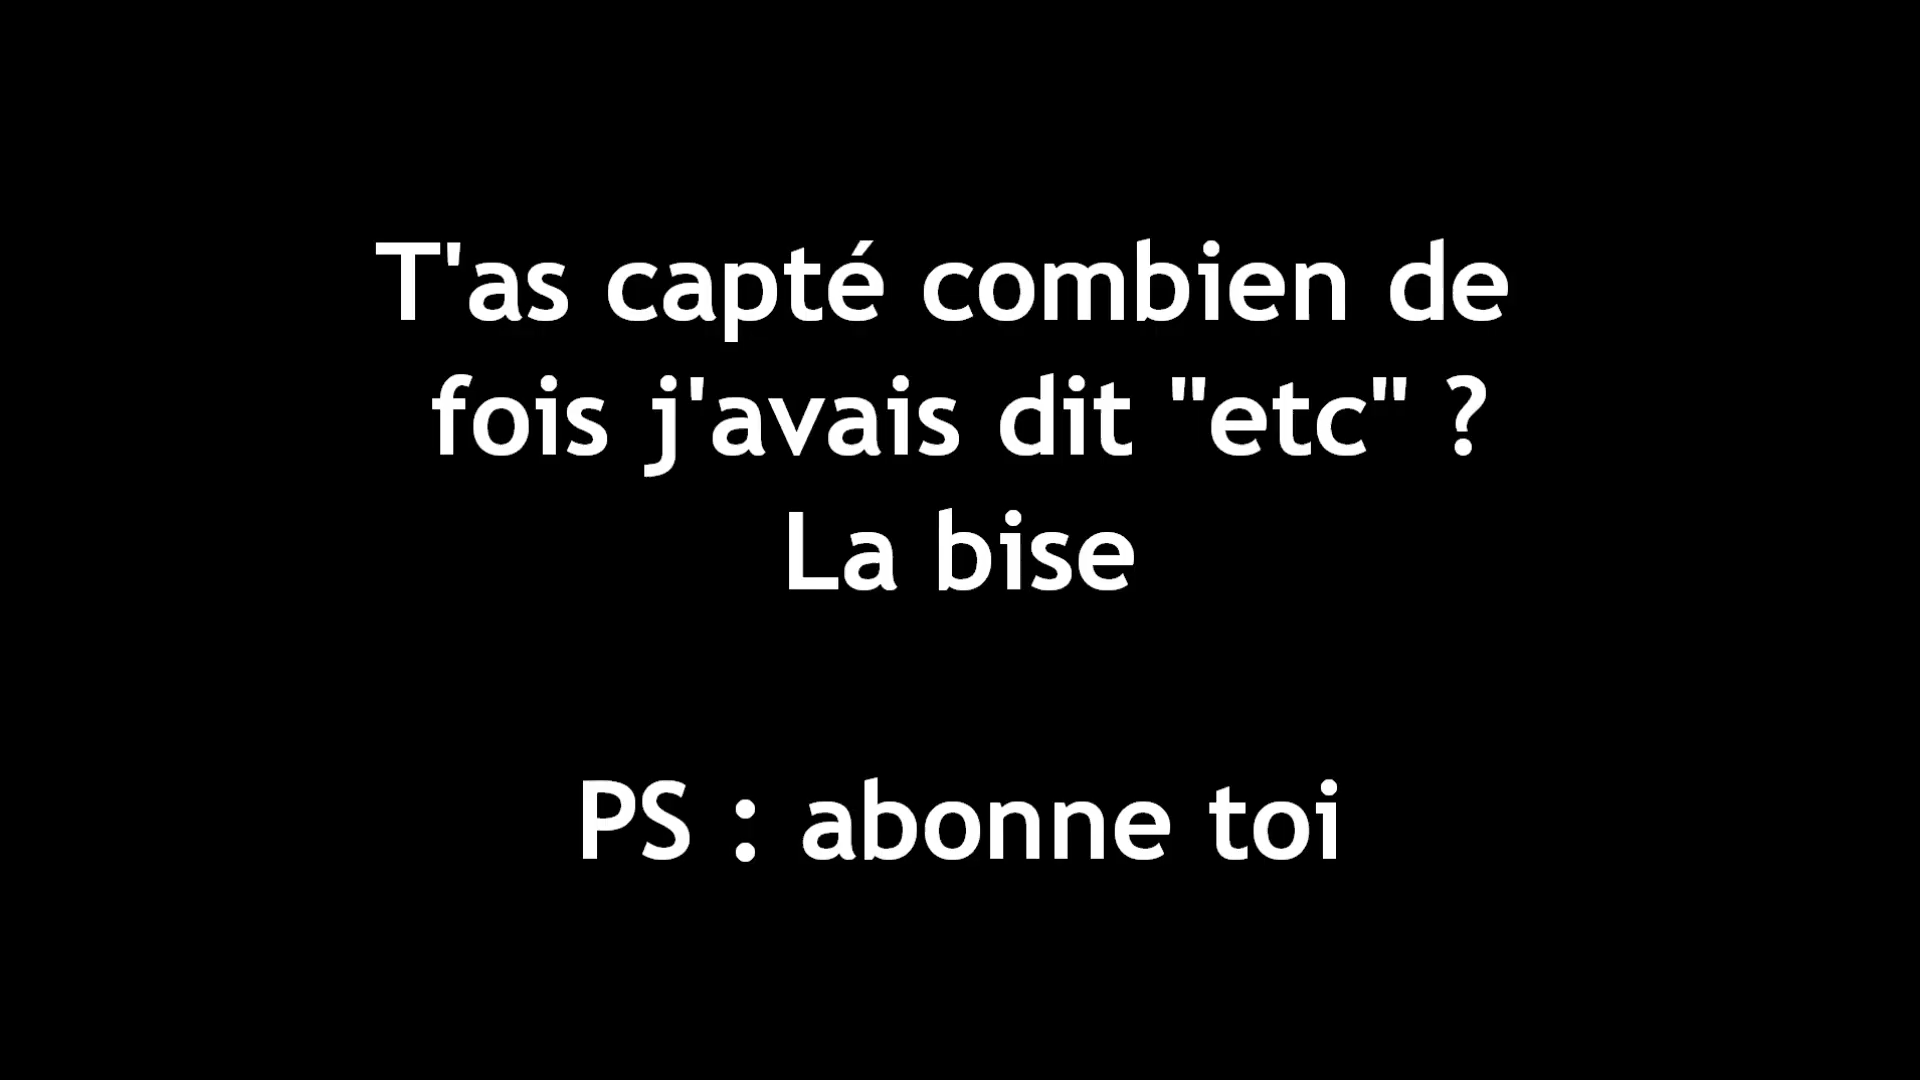 T'as capté combien de
fois j'avais dit "etc" ?
La bise
PS : abonne toi